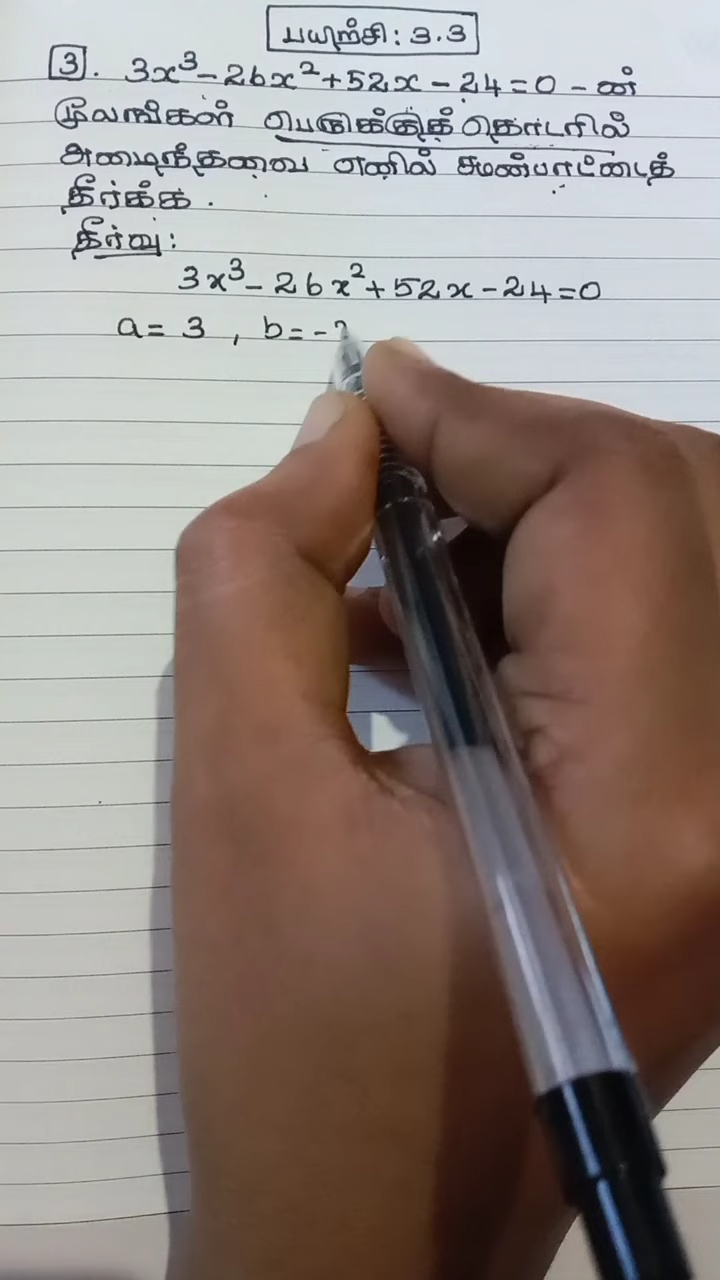 பயிற்சி: 3.3
3. 3x³-26x²+52x-24=0 - ன்
மூலங்கள் பெருக்குத் தொடரில்
அமைந்தவை எனில் சமன்பாட்டைத்
தீர்க்க.
தீர்வு:
3x³-26x²+52x-24=0
a=3, b=-2